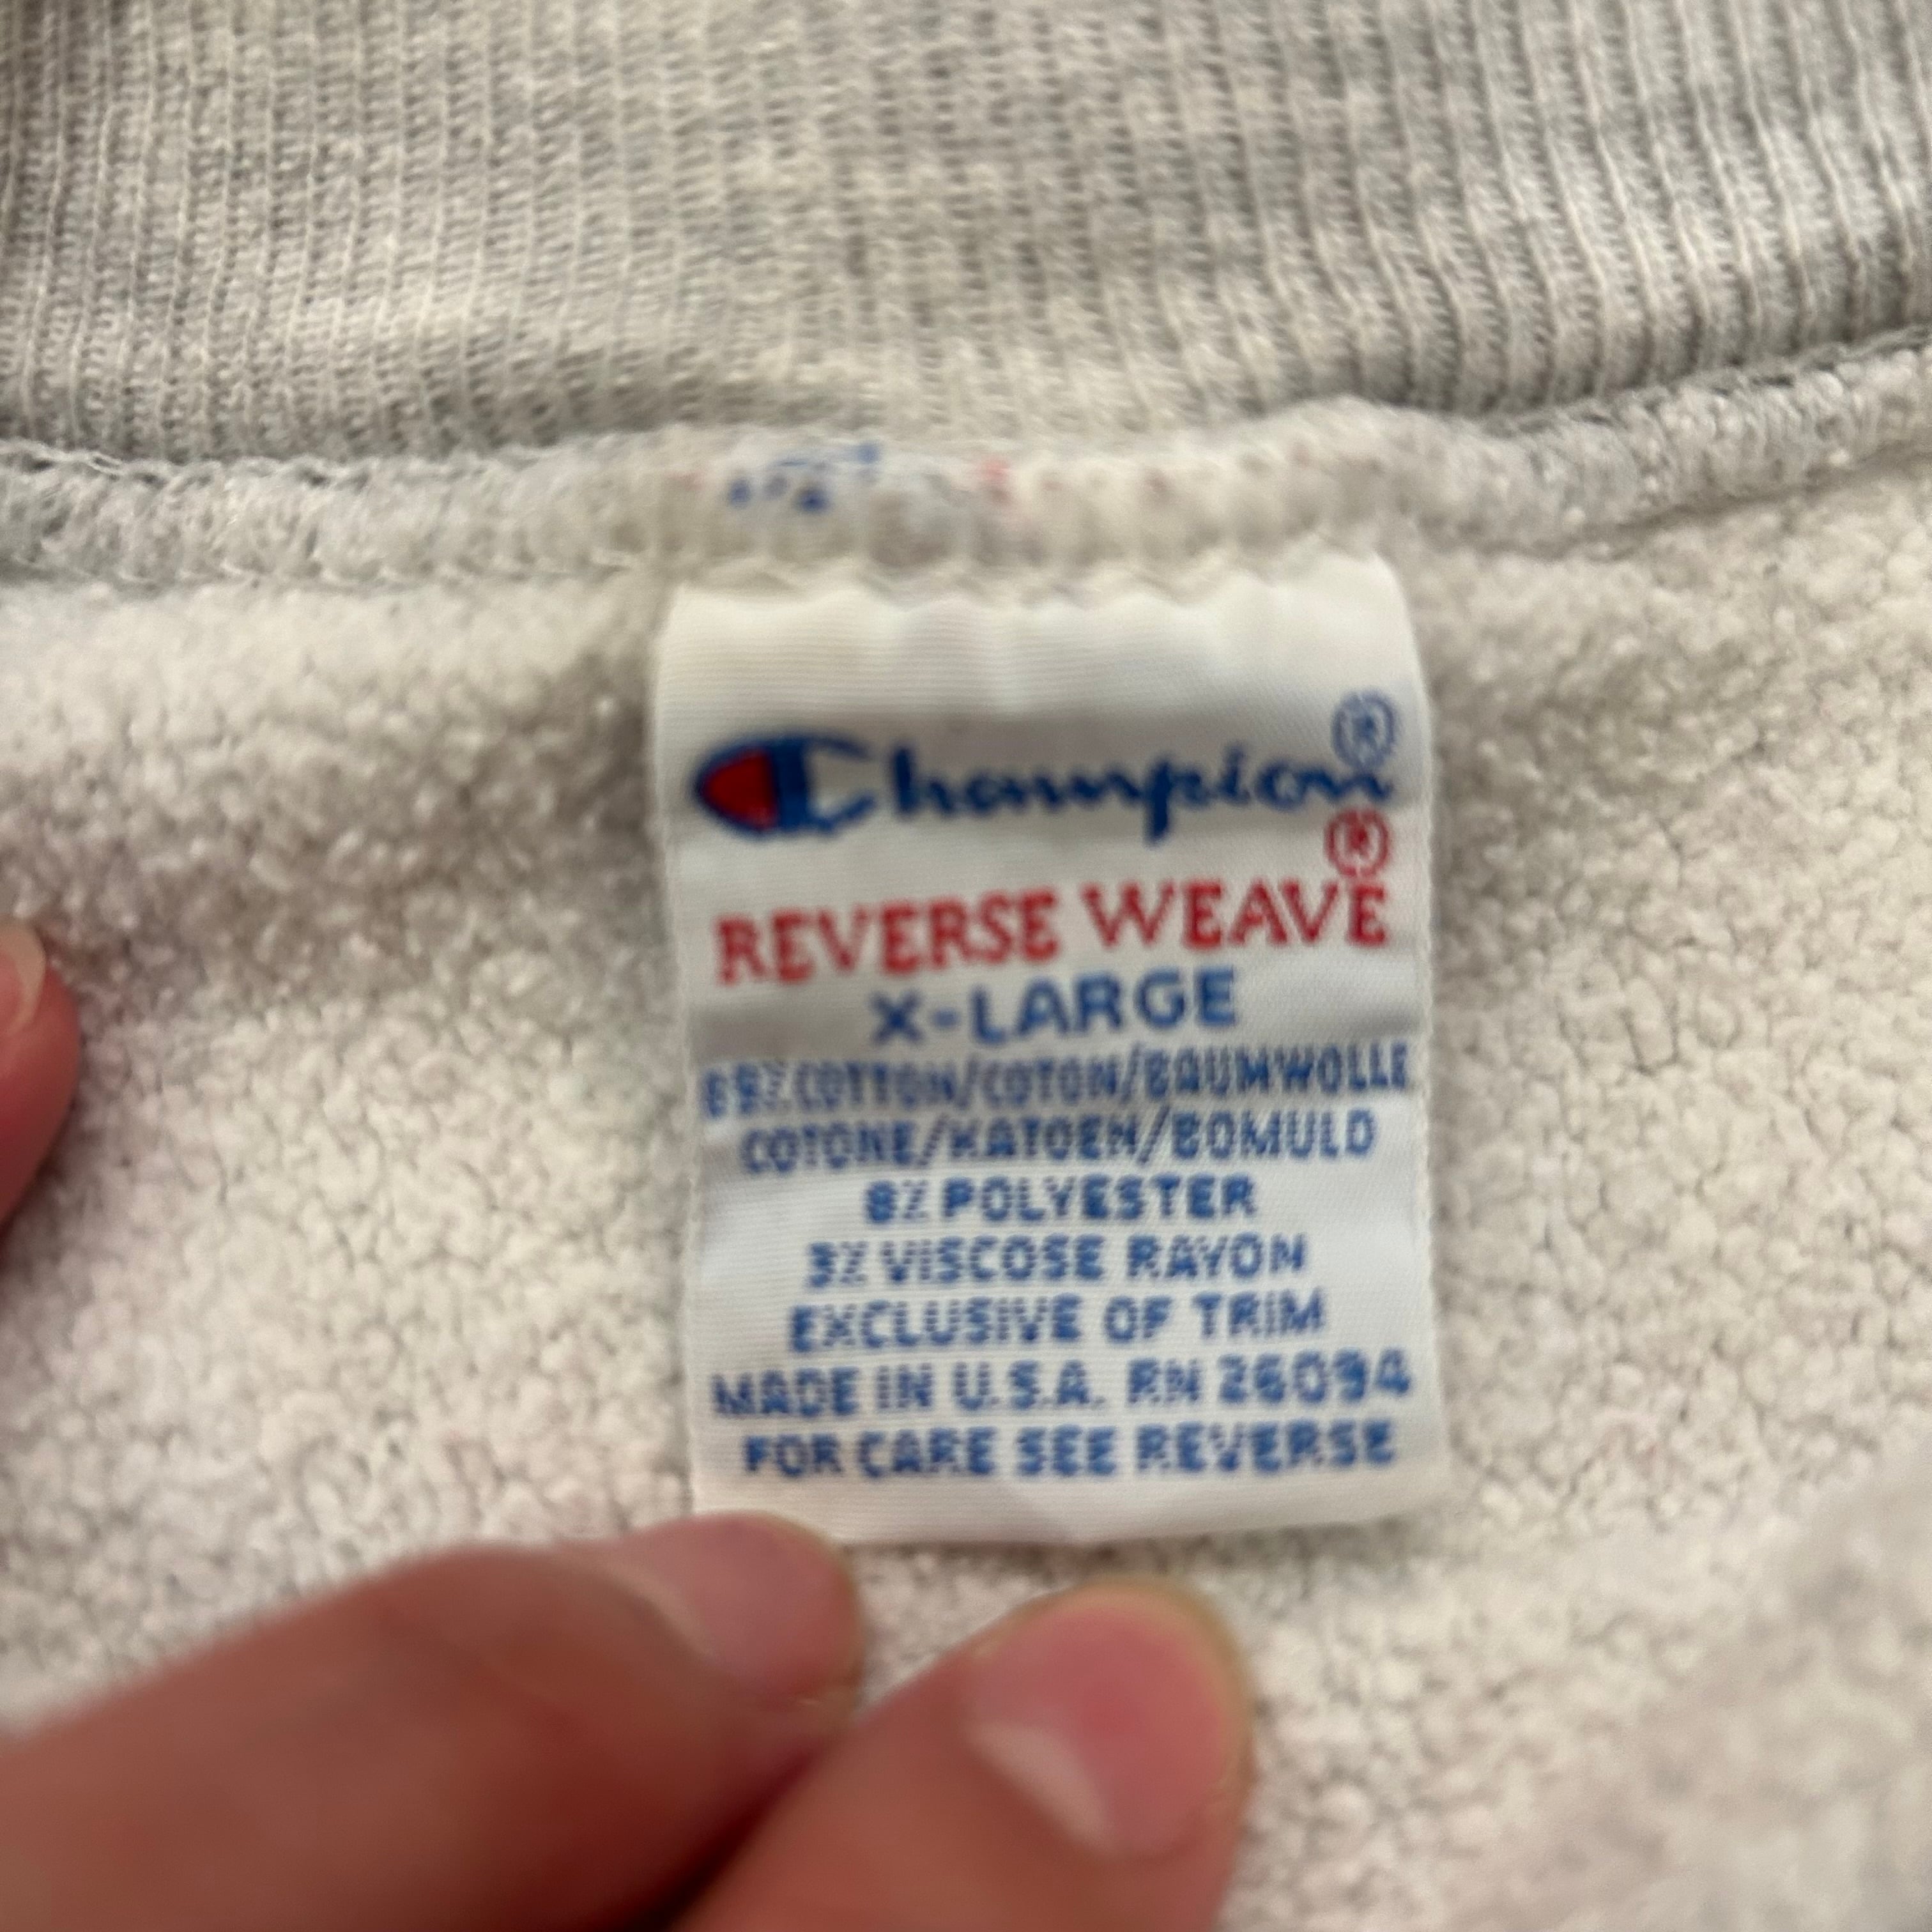 Champion®
REVERSE WEAVE®
X-LARGE
89% COTTON/COTON/BAUMWOLLE
COTONE/KATOEN/BOMULD
8% POLYESTER
3% VISCOSE RAYON
EXCLUSIVE OF TRIM
MADE IN U.S.A. RN 26094
FOR CARE SEE REVERSE